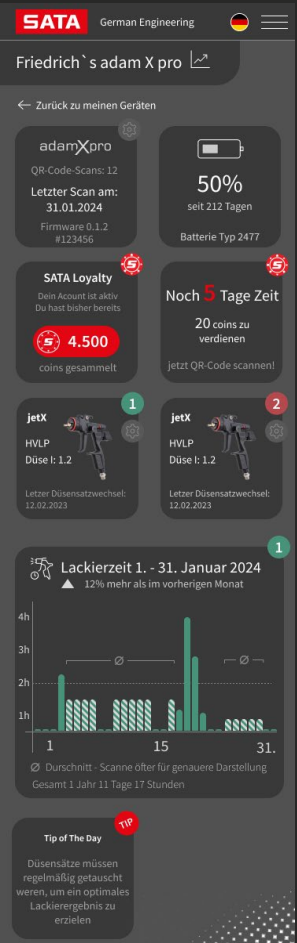 SATA German Engineering
Friedrich`s adam X pro
← Zurück zu meinen Geräten
adamXpro
QR-Code-Scans: 12
Letzter Scan am:
31.01.2024
Firmware 0.1.2
#123456
50%
seit 212 Tagen
Batterie Typ 2477
SATA Loyalty
Dein Acount ist aktiv
Du hast bisher bereits
S 4.500
coins gesammelt
S
Noch 5 Tage Zeit
20 coins zu
verdienen
jetzt QR-Code scannen!
S
jetX 1
HVLP
Düse I: 1.2
Letzer Düsensatzwechsel:
12.02.2023
jetX 2
HVLP
Düse I: 1.2
Letzer Düsensatzwechsel:
12.02.2023
1
Lackierzeit 1. - 31. Januar 2024
12% mehr als im vorherigen Monat
4h
3h
2h
1h
Ø Ø
1 15 31.
Ø Durschnitt - Scanne öfter für genauere Darstellung
Gesamt 1 Jahr 11 Tage 17 Stunden
TIP
Tip of The Day
Düsensätze müssen
regelmäßig getauscht
weren, um ein optimales
Lackierergebnis zu
erzielen